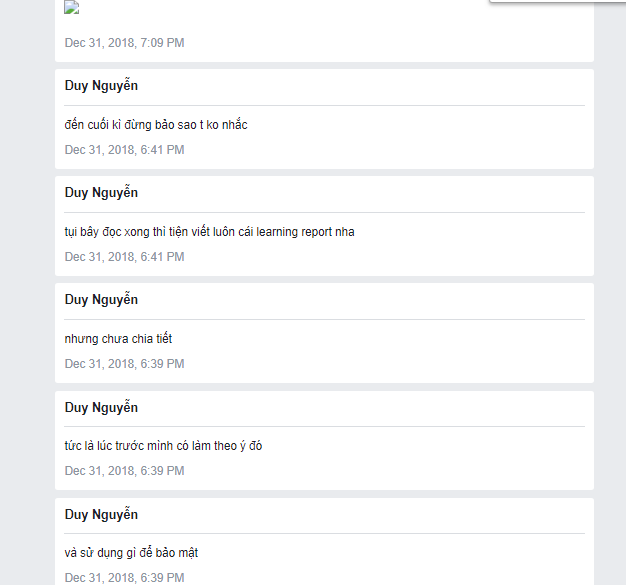 Dec 31, 2018, 7:09 PM
Duy Nguyễn
đến cuối kì đừng bảo sao t ko nhắc
Dec 31, 2018, 6:41 PM
Duy Nguyễn
tụi bây đọc xong thì tiện viết luôn cái learning report nha
Dec 31, 2018, 6:41 PM
Duy Nguyễn
nhưng chưa chia tiết
Dec 31, 2018, 6:39 PM
Duy Nguyễn
tức là lúc trước mình có làm theo ý đó
Dec 31, 2018, 6:39 PM
Duy Nguyễn
và sử dụng gì để bảo mật
Dec 31, 2018, 6:39 PM